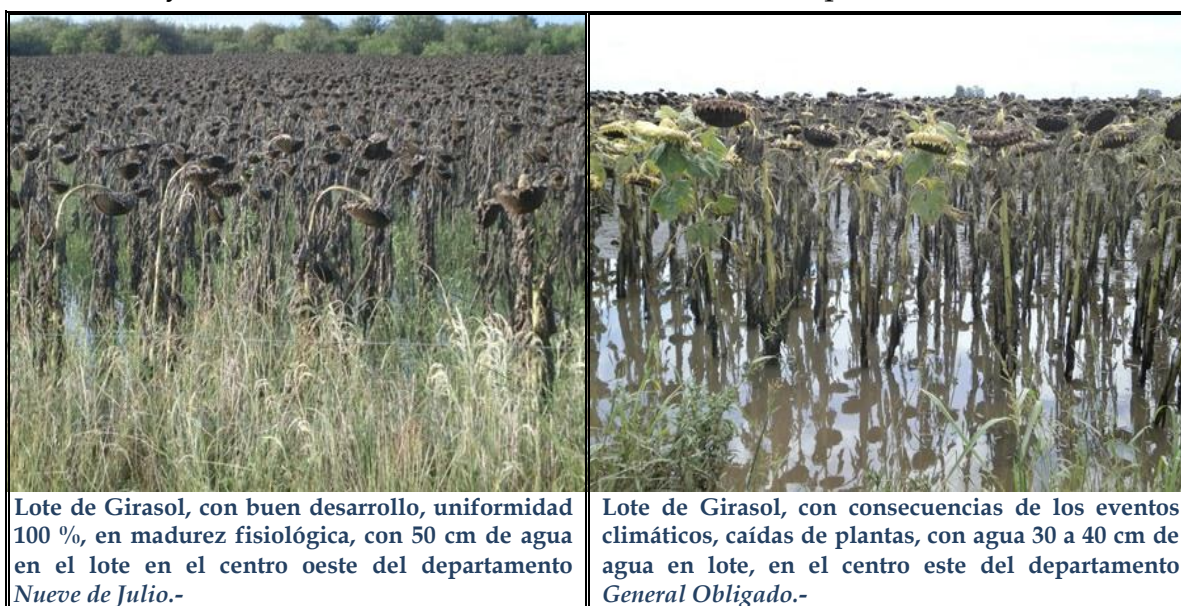 Lote de Girasol, con buen desarrollo, uniformidad
100 %, en madurez fisiológica, con 50 cm de agua
en el lote en el centro oeste del departamento
Nueve de Julio.-
Lote de Girasol, con consecuencias de los eventos
climáticos, caídas de plantas, con agua 30 a 40 cm de
agua en lote, en el centro este del departamento
General Obligado.-